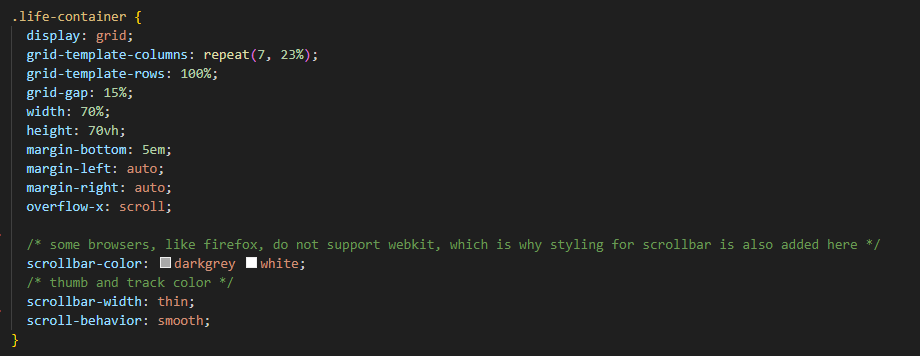 .life-container {
display: grid;
grid-template-columns: repeat(7, 23%);
grid-template-rows: 100%;
grid-gap: 15%;
width: 70%;
height: 70vh;
margin-bottom: 5em;
margin-left: auto;
margin-right: auto;
overflow-x: scroll;
/* some browsers, like firefox, do not support webkit, which is why styling for scrollbar is also added here */
scrollbar-color: darkgrey white;
/* thumb and track color */
scrollbar-width: thin;
scroll-behavior: smooth;
}